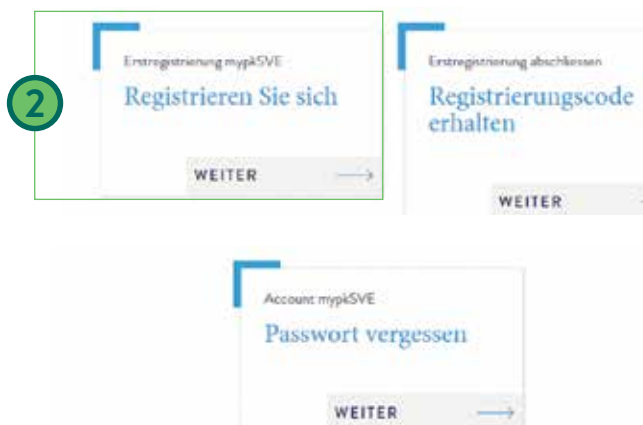 2
Erstregistrierung mypkSVE
Registrieren Sie sich
WEITER
Erstregistrierung abschliessen
Registrierungscode
erhalten
WEITER
Account mypkSVE
Passwort vergessen
WEITER